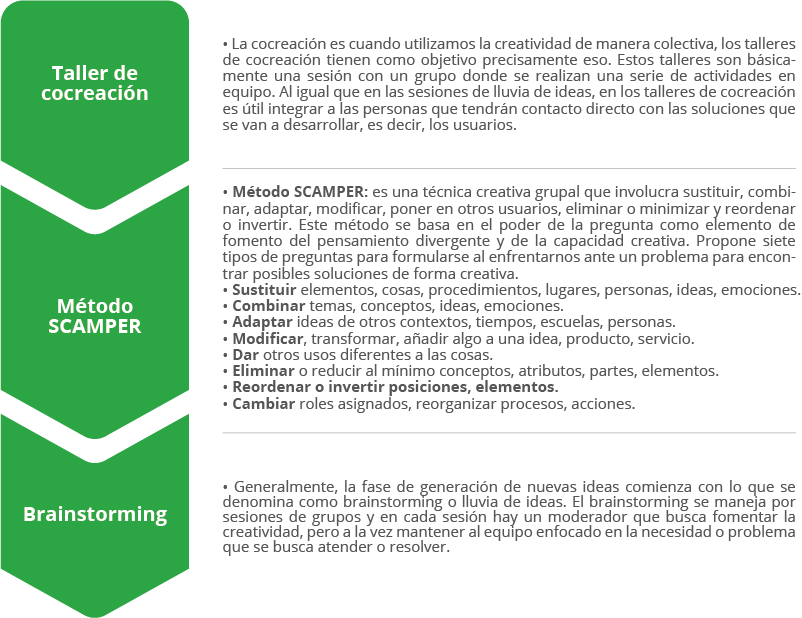 Taller de
cocreación
• La cocreación es cuando utilizamos la creatividad de manera colectiva, los talleres
de cocreación tienen como objetivo precisamente eso. Estos talleres son básica-
mente una sesión con un grupo donde se realizan una serie de actividades en
equipo. Al igual que en las sesiones de lluvia de ideas, en los talleres de cocreación
es útil integrar a las personas que tendrán contacto directo con las soluciones que
se van a desarrollar, es decir, los usuarios.
Método
SCAMPER
• Método SCAMPER: es una técnica creativa grupal que involucra sustituir, combi-
nar, adaptar, modificar, poner en otros usuarios, eliminar o minimizar y reordenar
o invertir. Este método se basa en el poder de la pregunta como elemento de
fomento del pensamiento divergente y de la capacidad creativa. Propone siete
tipos de preguntas para formularse al enfrentarnos ante un problema para encon-
trar posibles soluciones de forma creativa.
• Sustituir elementos, cosas, procedimientos, lugares, personas, ideas, emociones.
• Combinar temas, conceptos, ideas, emociones.
• Adaptar ideas de otros contextos, tiempos, escuelas, personas.
• Modificar, transformar, añadir algo a una idea, producto, servicio.
• Dar otros usos diferentes a las cosas.
• Eliminar o reducir al mínimo conceptos, atributos, partes, elementos.
• Reordenar o invertir posiciones, elementos.
• Cambiar roles asignados, reorganizar procesos, acciones.
Brainstorming
• Generalmente, la fase de generación de nuevas ideas comienza con lo que se
denomina como brainstorming o lluvia de ideas. El brainstorming se maneja por
sesiones de grupos y en cada sesión hay un moderador que busca fomentar la
creatividad, pero a la vez mantener al equipo enfocado en la necesidad o problema
que se busca atender o resolver.